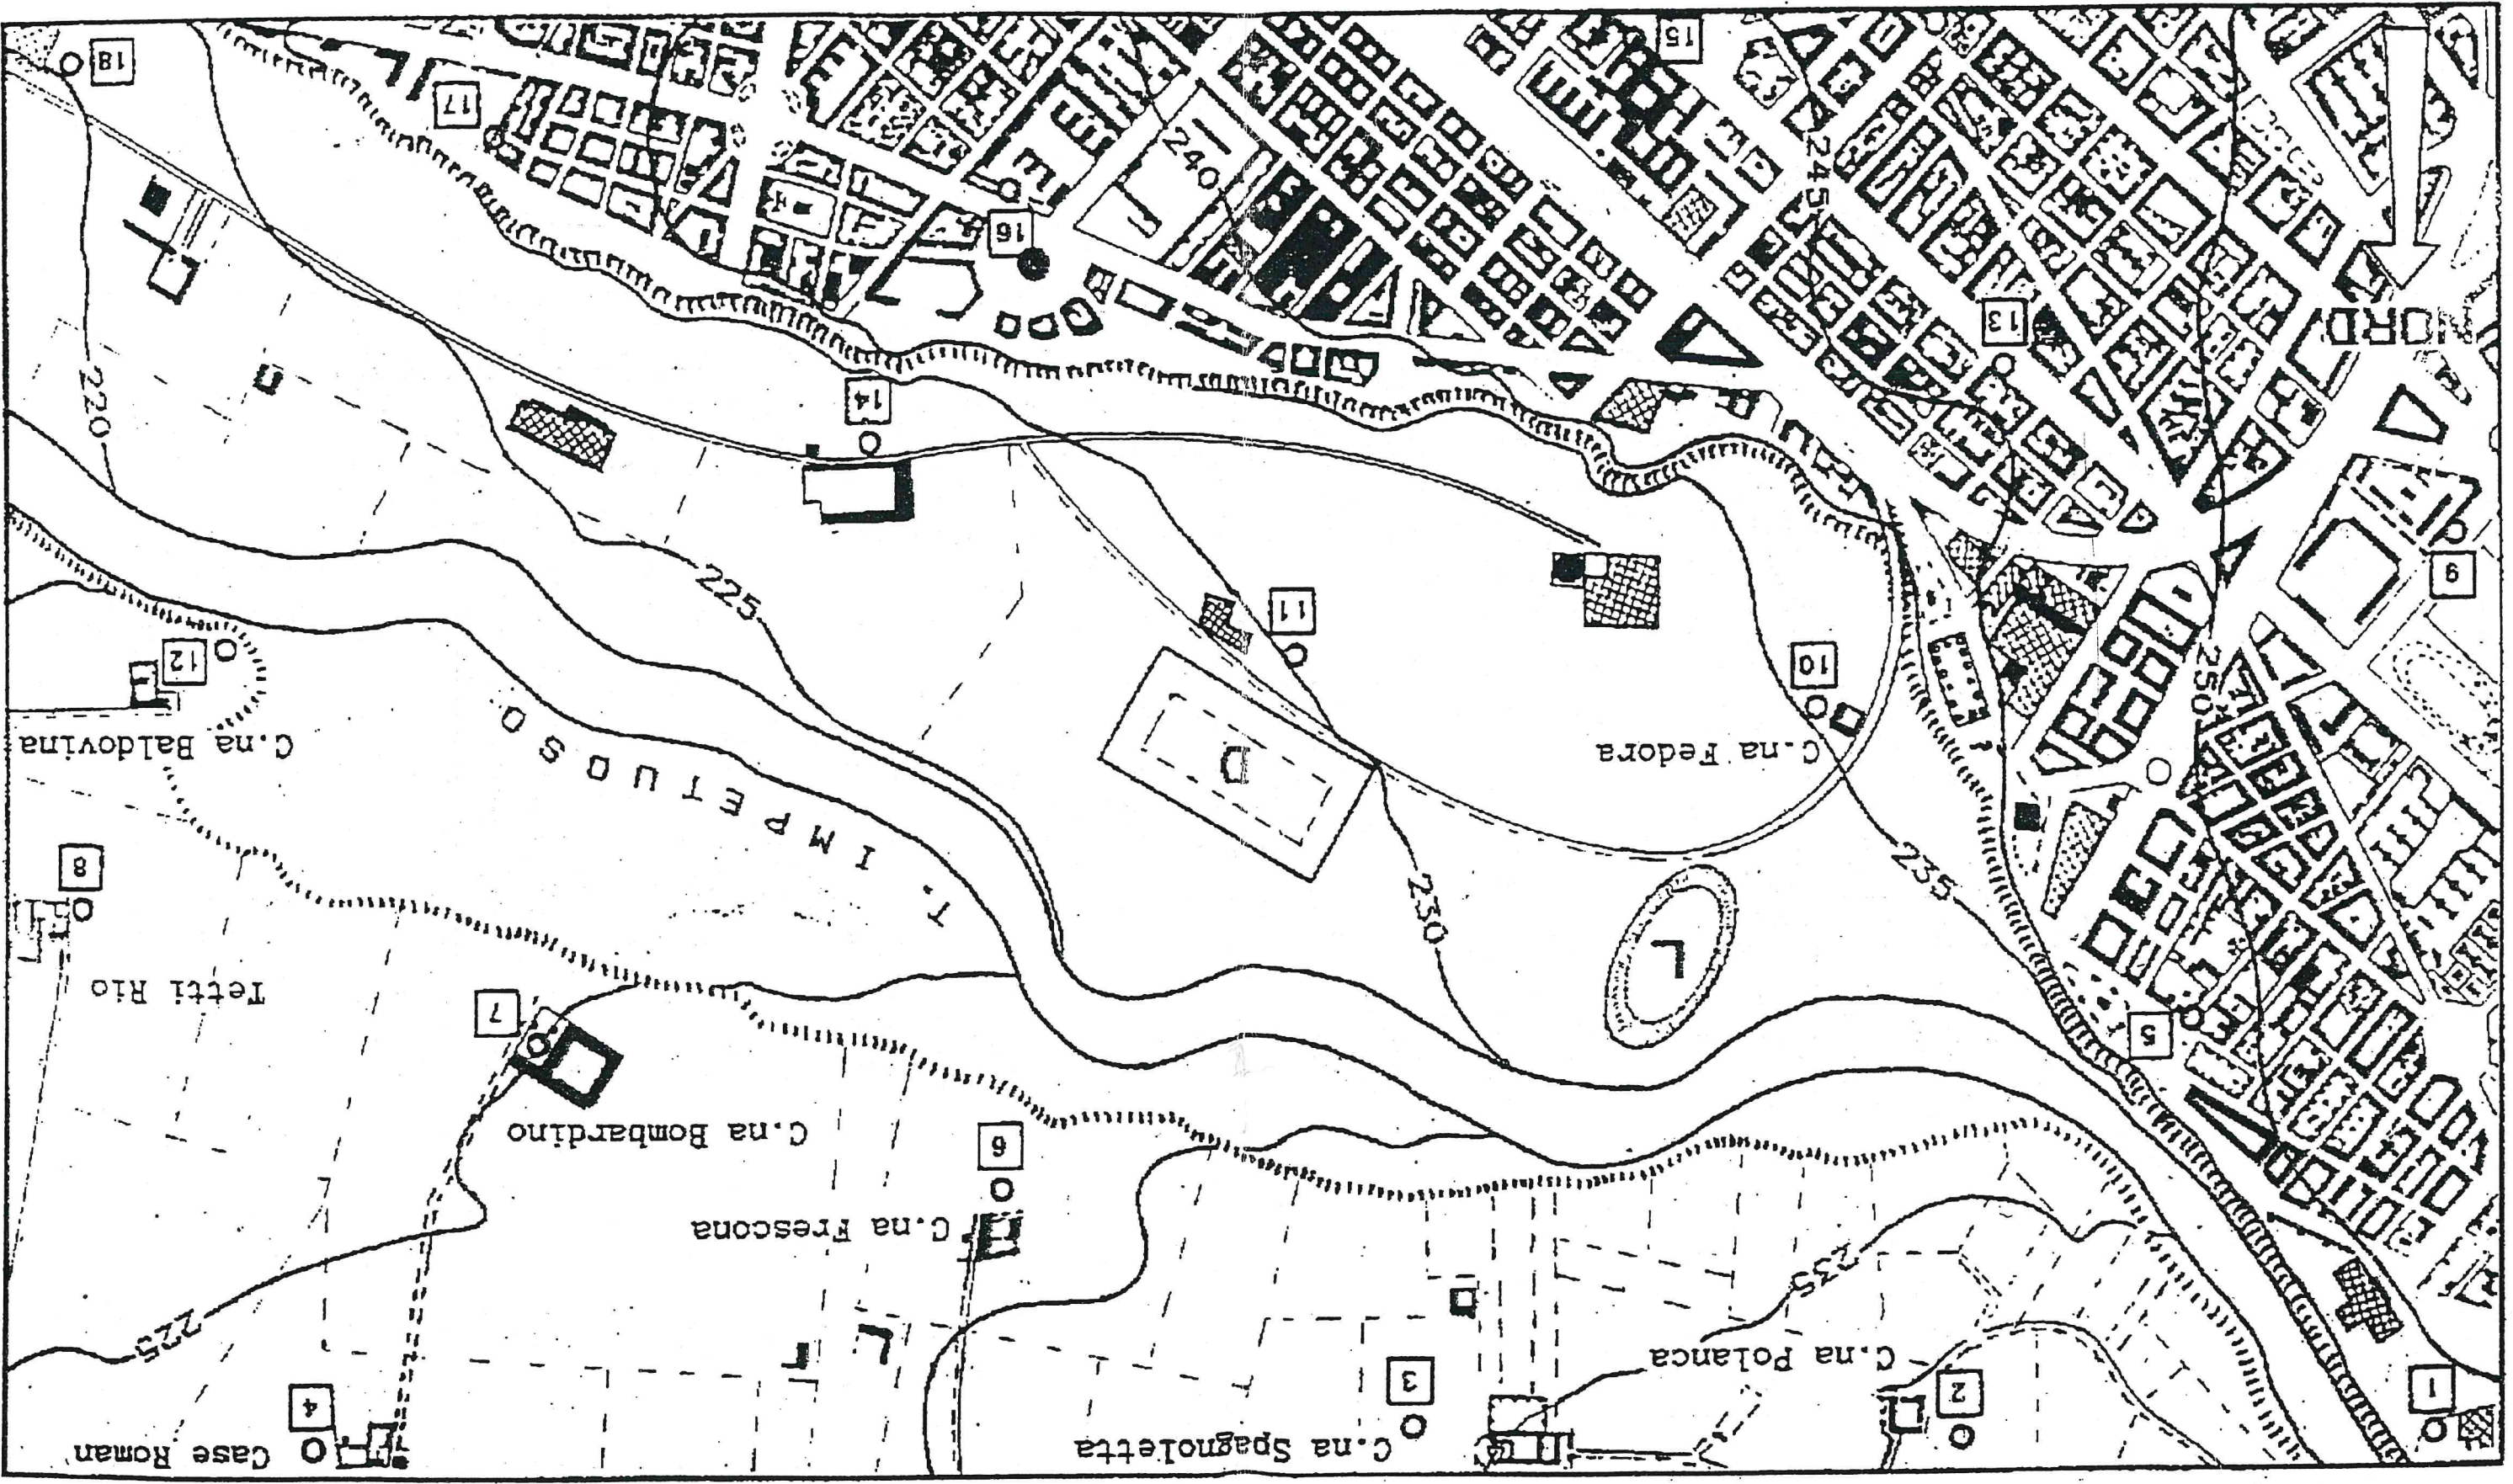 1
2
C.na Polanca
3
C.na Spagnoletta
4
Case Roman
235
225
6
C.na Frescona
C.na Bombardino
7
5
Tetti Rio
8
L
230
235
T. IMPETUOSO
D
C.na Fedora
10
C.na Baldovina
12
11
225
250
9
220
14
13
NORD
16
245
240
17
15
18